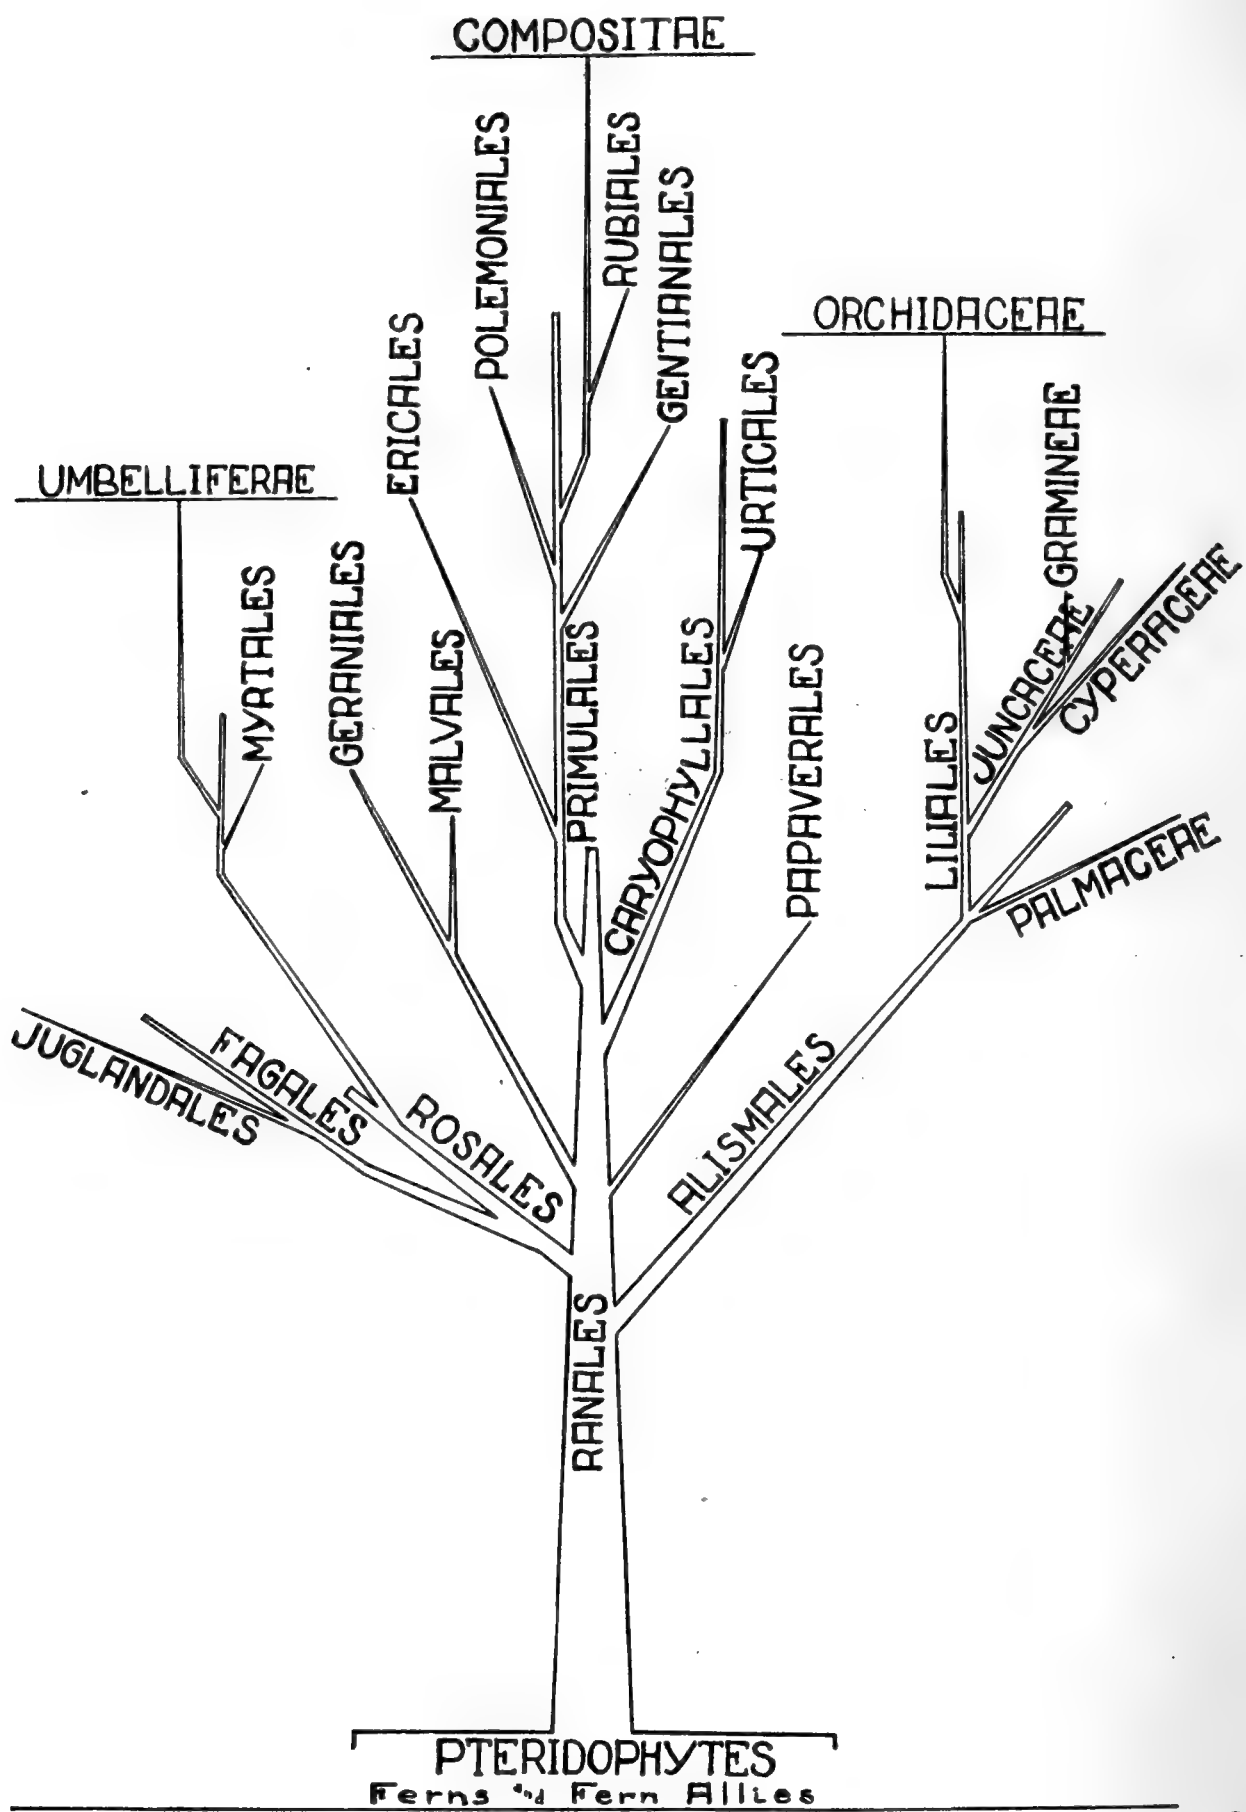 COMPOSITAE
POLEMONIALES
RUBIALES
GENTIANALES
ORCHIDACEAE
ERICALES
URTICALES
GRAMINEAE
UMBELLIFERAE
MYRTALES
GERANIALES
MALVALES
PRIMULALES
CARYOPHYLLALES
PAPAVERALES
LILIALES
JUNCACEAE
CYPERACEAE
PALMACEAE
JUGLANDALES
FAGALES
ROSALES
ALISMALES
RANALES
PTERIDOPHYTES
Ferns and Fern Allies